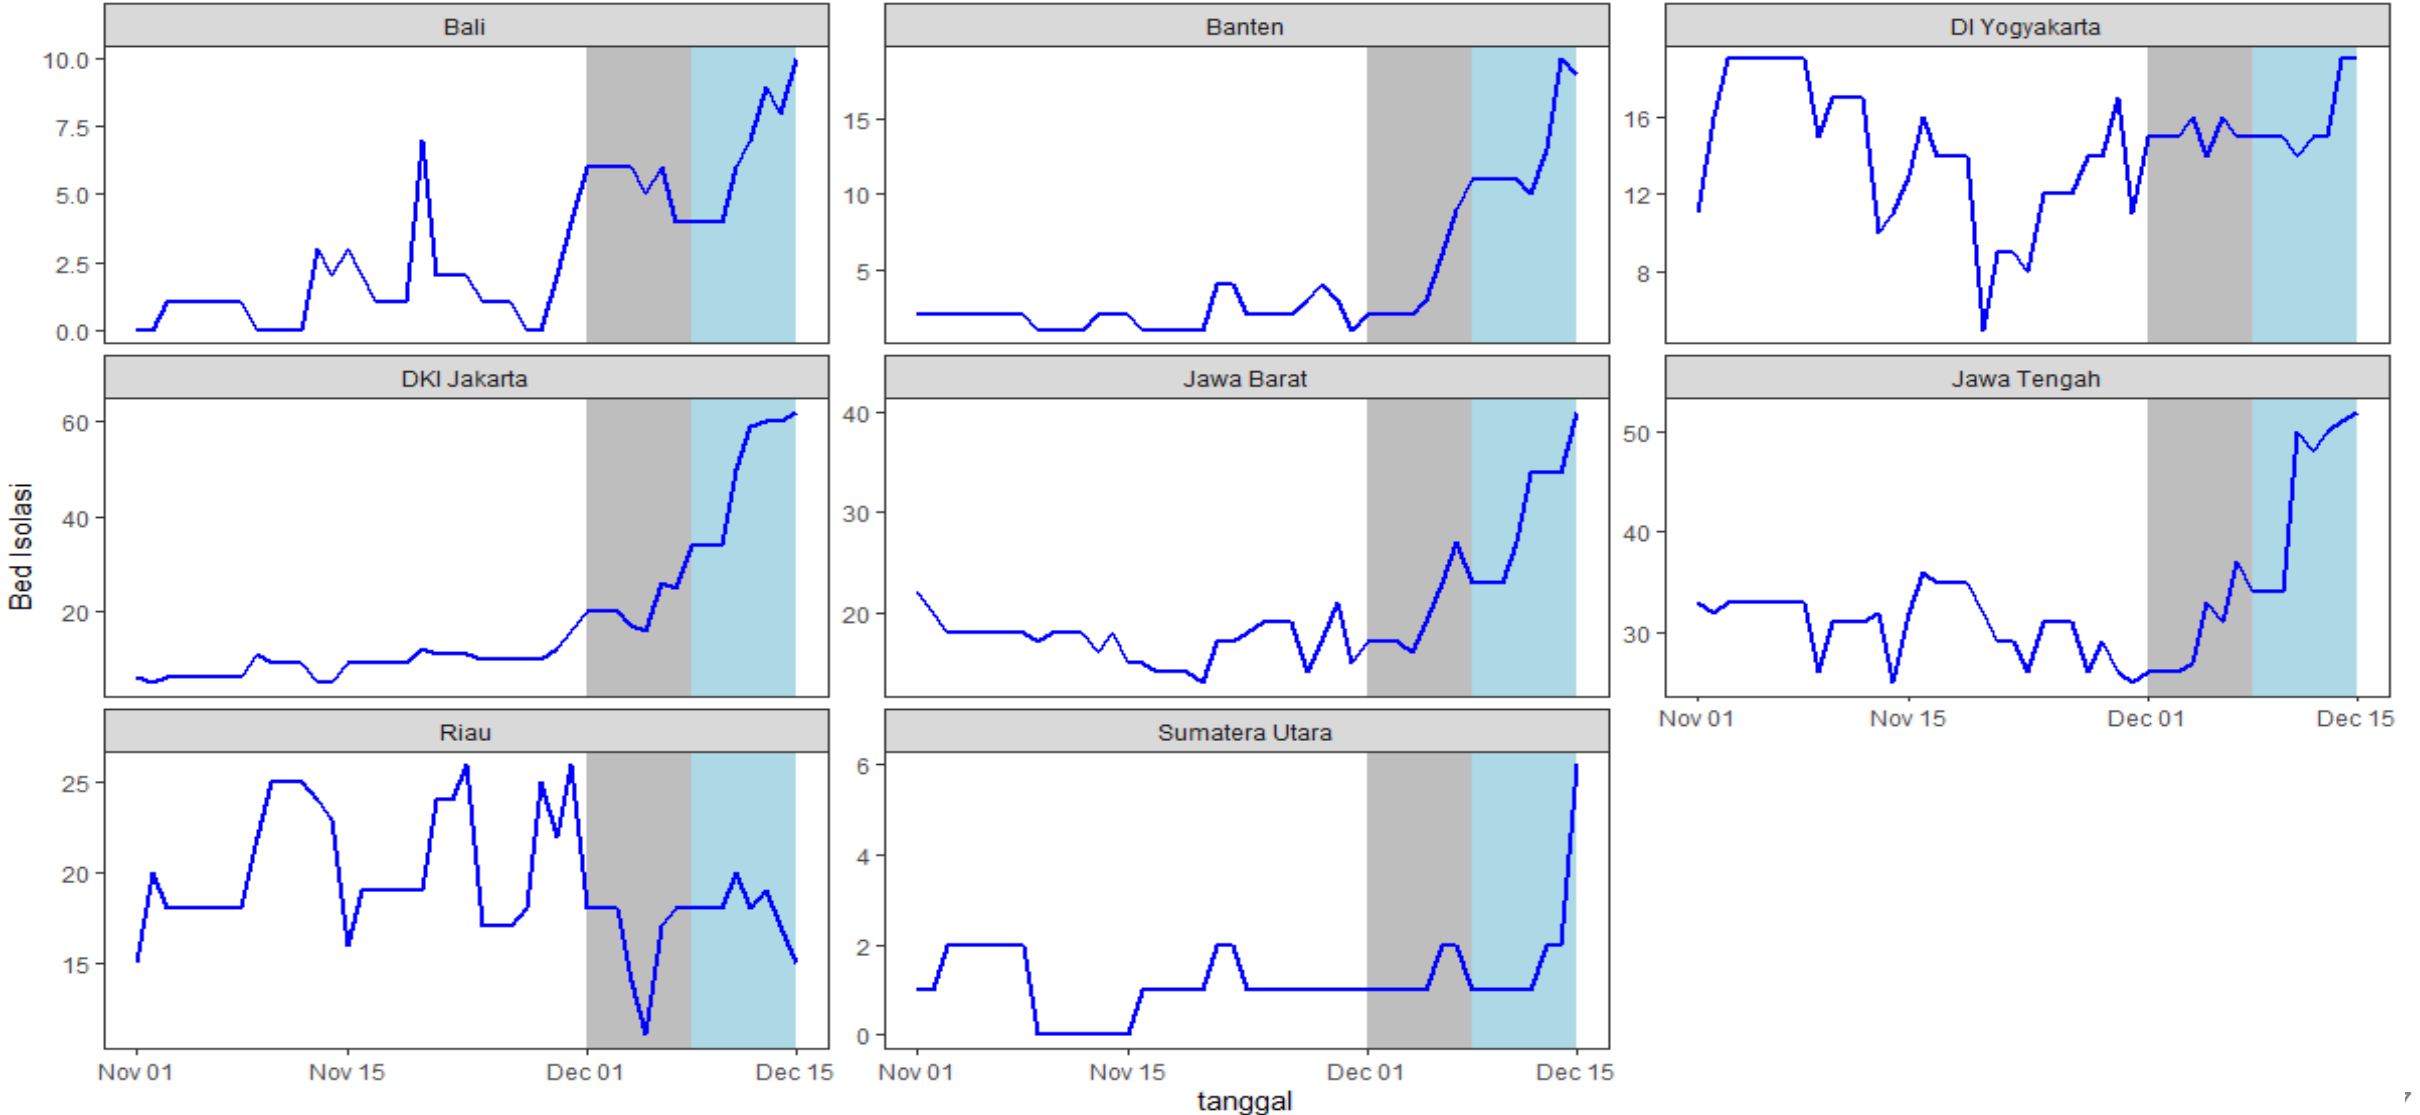 Bali
Banten
DI Yogyakarta
10.0
7.5
5.0
2.5
0.0
15
10
5
16
12
8
DKI Jakarta
Jawa Barat
Jawa Tengah
60
40
20
40
30
20
50
40
30
Nov 01 Nov 15 Dec 01 Dec 15
Riau
Sumatera Utara
25
20
15
6
4
2
0
Nov 01 Nov 15 Dec 01 Dec 15
Nov 01 Nov 15 Dec 01 Dec 15
Bed Isolasi
tanggal